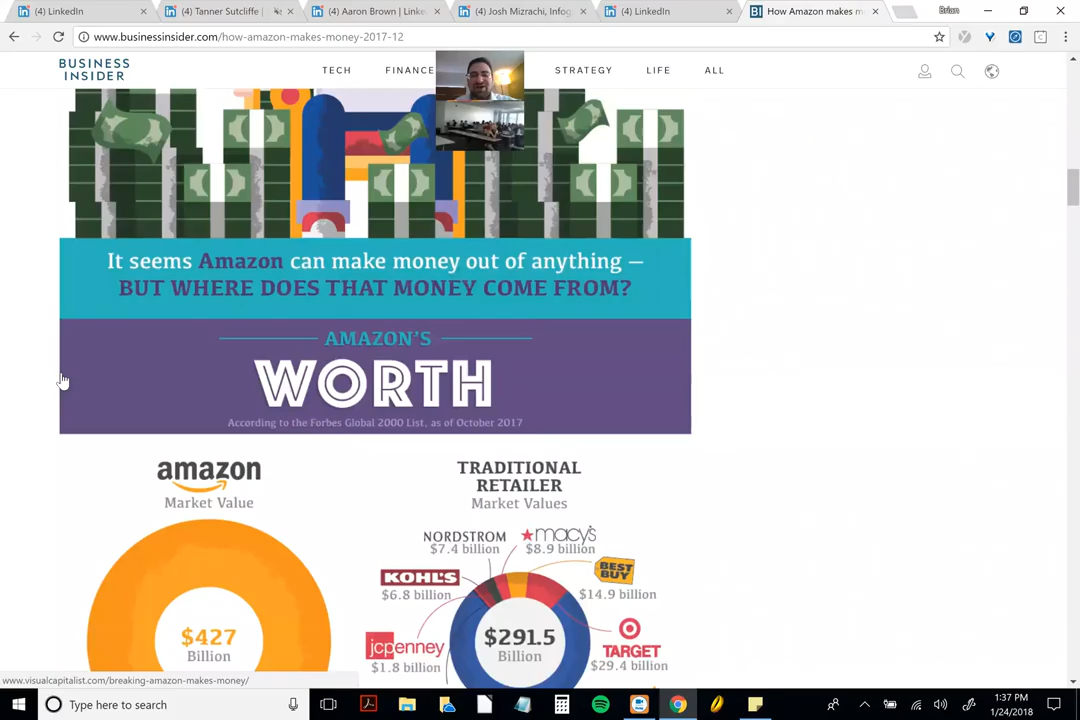 (4) LinkedIn
(4) Tanner Sutcliffe |
(4) Aaron Brown | Linke
(4) Josh Mizrachi, Infog
(4) LinkedIn
BI
How Amazon makes m
Brian
www.businessinsider.com/how-amazon-makes-money-2017-12
BUSINESS
INSIDER
TECH
FINANCE
STRATEGY
LIFE
ALL
It seems Amazon can make money out of anything —
BUT WHERE DOES THAT MONEY COME FROM?
AMAZON'S
WORTH
According to the Forbes Global 2000 List, as of October 2017
amazon
Market Value
$427
Billion
TRADITIONAL
RETAILER
Market Values
NORDSTROM
$7.4 billion
macy's
$8.9 billion
KOHL'S
$6.8 billion
BEST
BUY
$14.9 billion
jcpenney
$1.8 billion
$291.5
Billion
TARGET
$29.4 billion
www.visualcapitalist.com/breaking-amazon-makes-money/
Type here to search
1:37 PM
1/24/2018